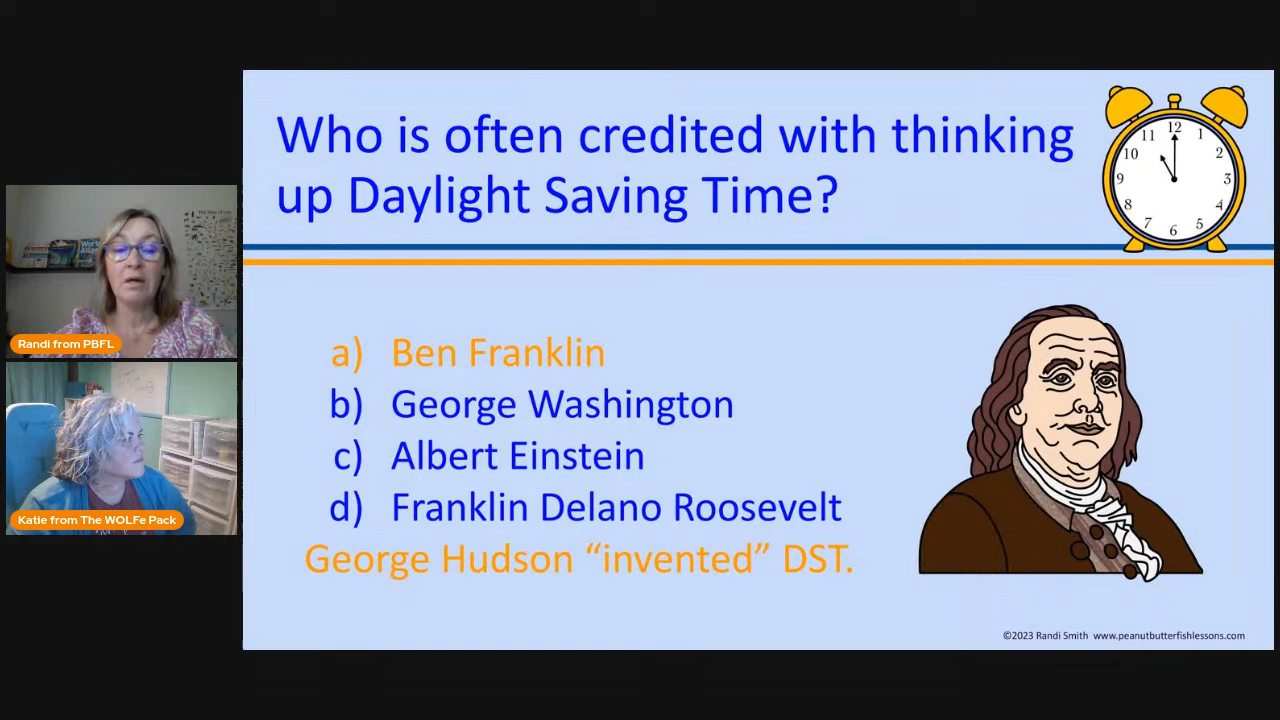 Who is often credited with thinking
up Daylight Saving Time?
12
11
1
10
2
9
3
8
4
7
5
6
a) Ben Franklin
b) George Washington
c) Albert Einstein
d) Franklin Delano Roosevelt
George Hudson “invented” DST.
©2023 Randi Smith www.peanutbutterfishlessons.com
Randi from PBFL
Katie from The WOLFe Pack